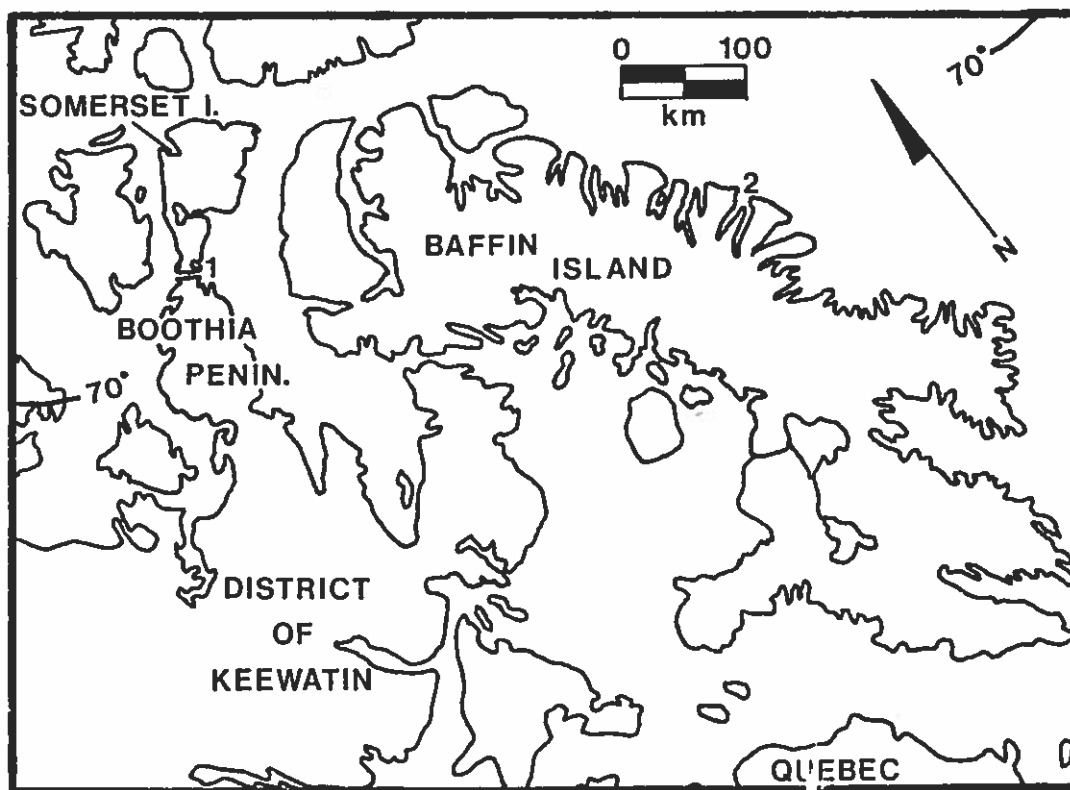 0 100
km
70°
SOMERSET I.
N
2
BAFFIN
ISLAND
1
BOOTHIA
PENIN.
70°
DISTRICT
OF
KEEWATIN
QUEBEC